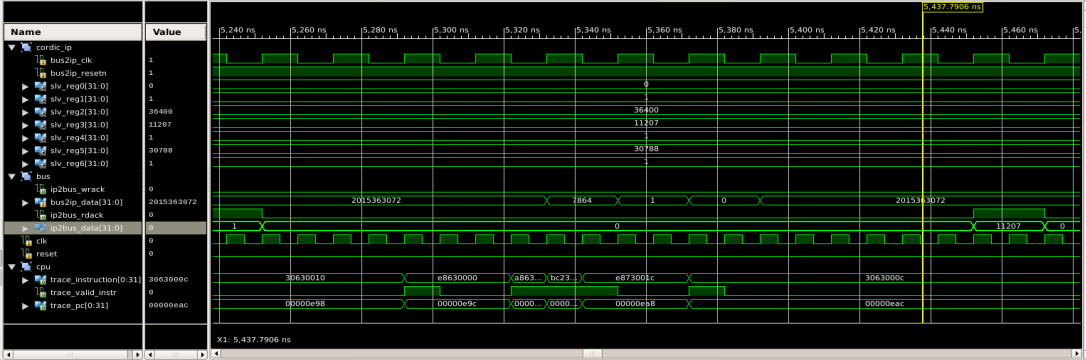 5,437.7906 ns
Name Value 5,240 ns 5,260 ns 5,300 ns 5,320 ns 5,340 ns 5,360 ns 5,380 ns 5,400 ns 5,420 ns 5,440 ns 5,460 ns 5,
cordic_ip
bus2ip_clk 1
bus2ip_resetn 1
slv_reg0[31:0] 0 0
slv_reg1[31:0] 1 1
slv_reg2[31:0] 36400 36400
slv_reg3[31:0] 11207 11207
slv_reg4[31:0] 1 1
slv_reg5[31:0] 30788 30788
slv_reg6[31:0] 1 1
bus
ip2bus_wrack 0
bus2ip_data[31:0] 2015363072 2015363072 7864 1 0 2015363072
ip2bus_rdack 0
ip2bus_data[31:0] 0 1 0 11207 0
clk 0
reset 0
cpu
trace_instruction[0:31] 3063000c 30630010 e8630000 a863... bc23... e873001c 3063000c
trace_valid_instr 0
trace_pc[0:31] 00000eac 00000e98 00000e9c 0000... 0000... 00000ea8 00000eac
X1: 5,437.7906 ns